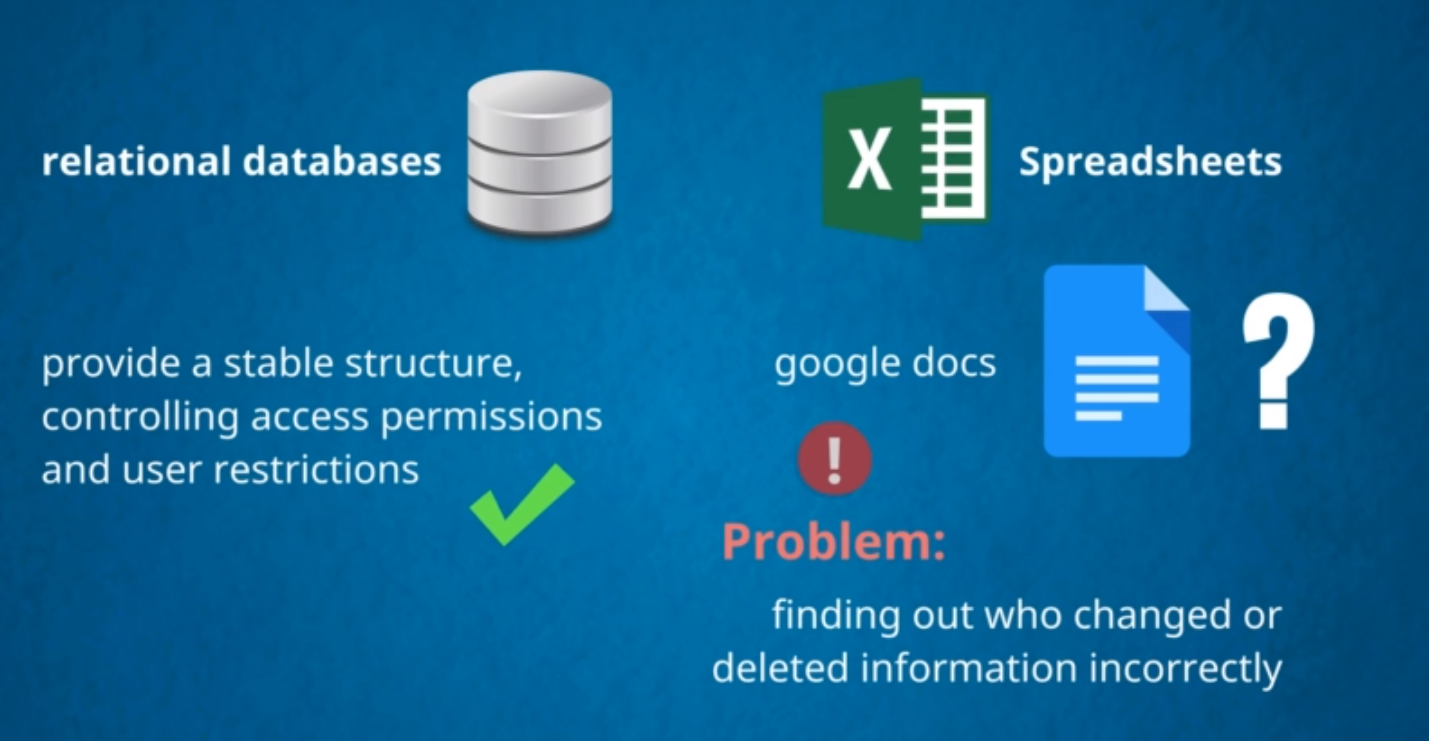 relational databases
provide a stable structure,
controlling access permissions
and user restrictions
X
Spreadsheets
google docs
?
!
Problem:
finding out who changed or
deleted information incorrectly